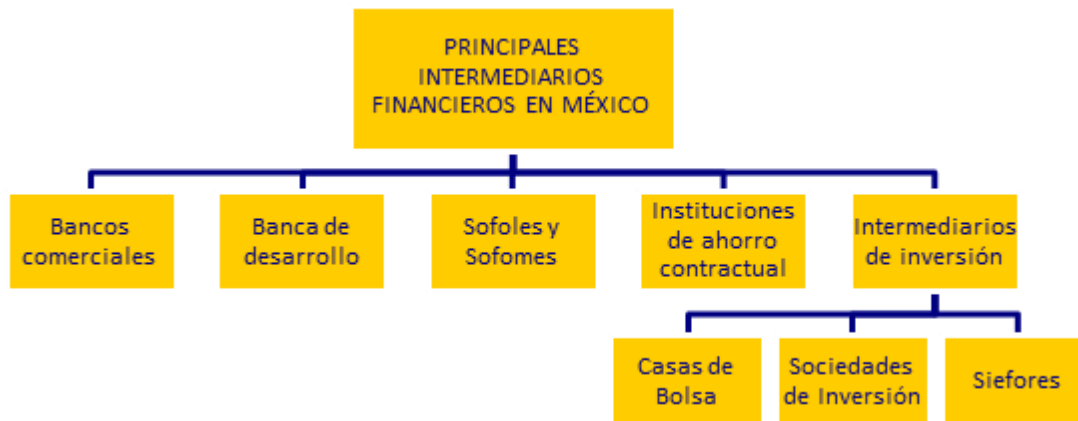 PRINCIPALES
INTERMEDIARIOS
FINANCIEROS EN MÉXICO
Bancos
comerciales
Banca de
desarrollo
Sofoles y
Sofomes
Instituciones
de ahorro
contractual
Intermediarios
de inversión
Casas de
Bolsa
Sociedades
de Inversión
Siefores